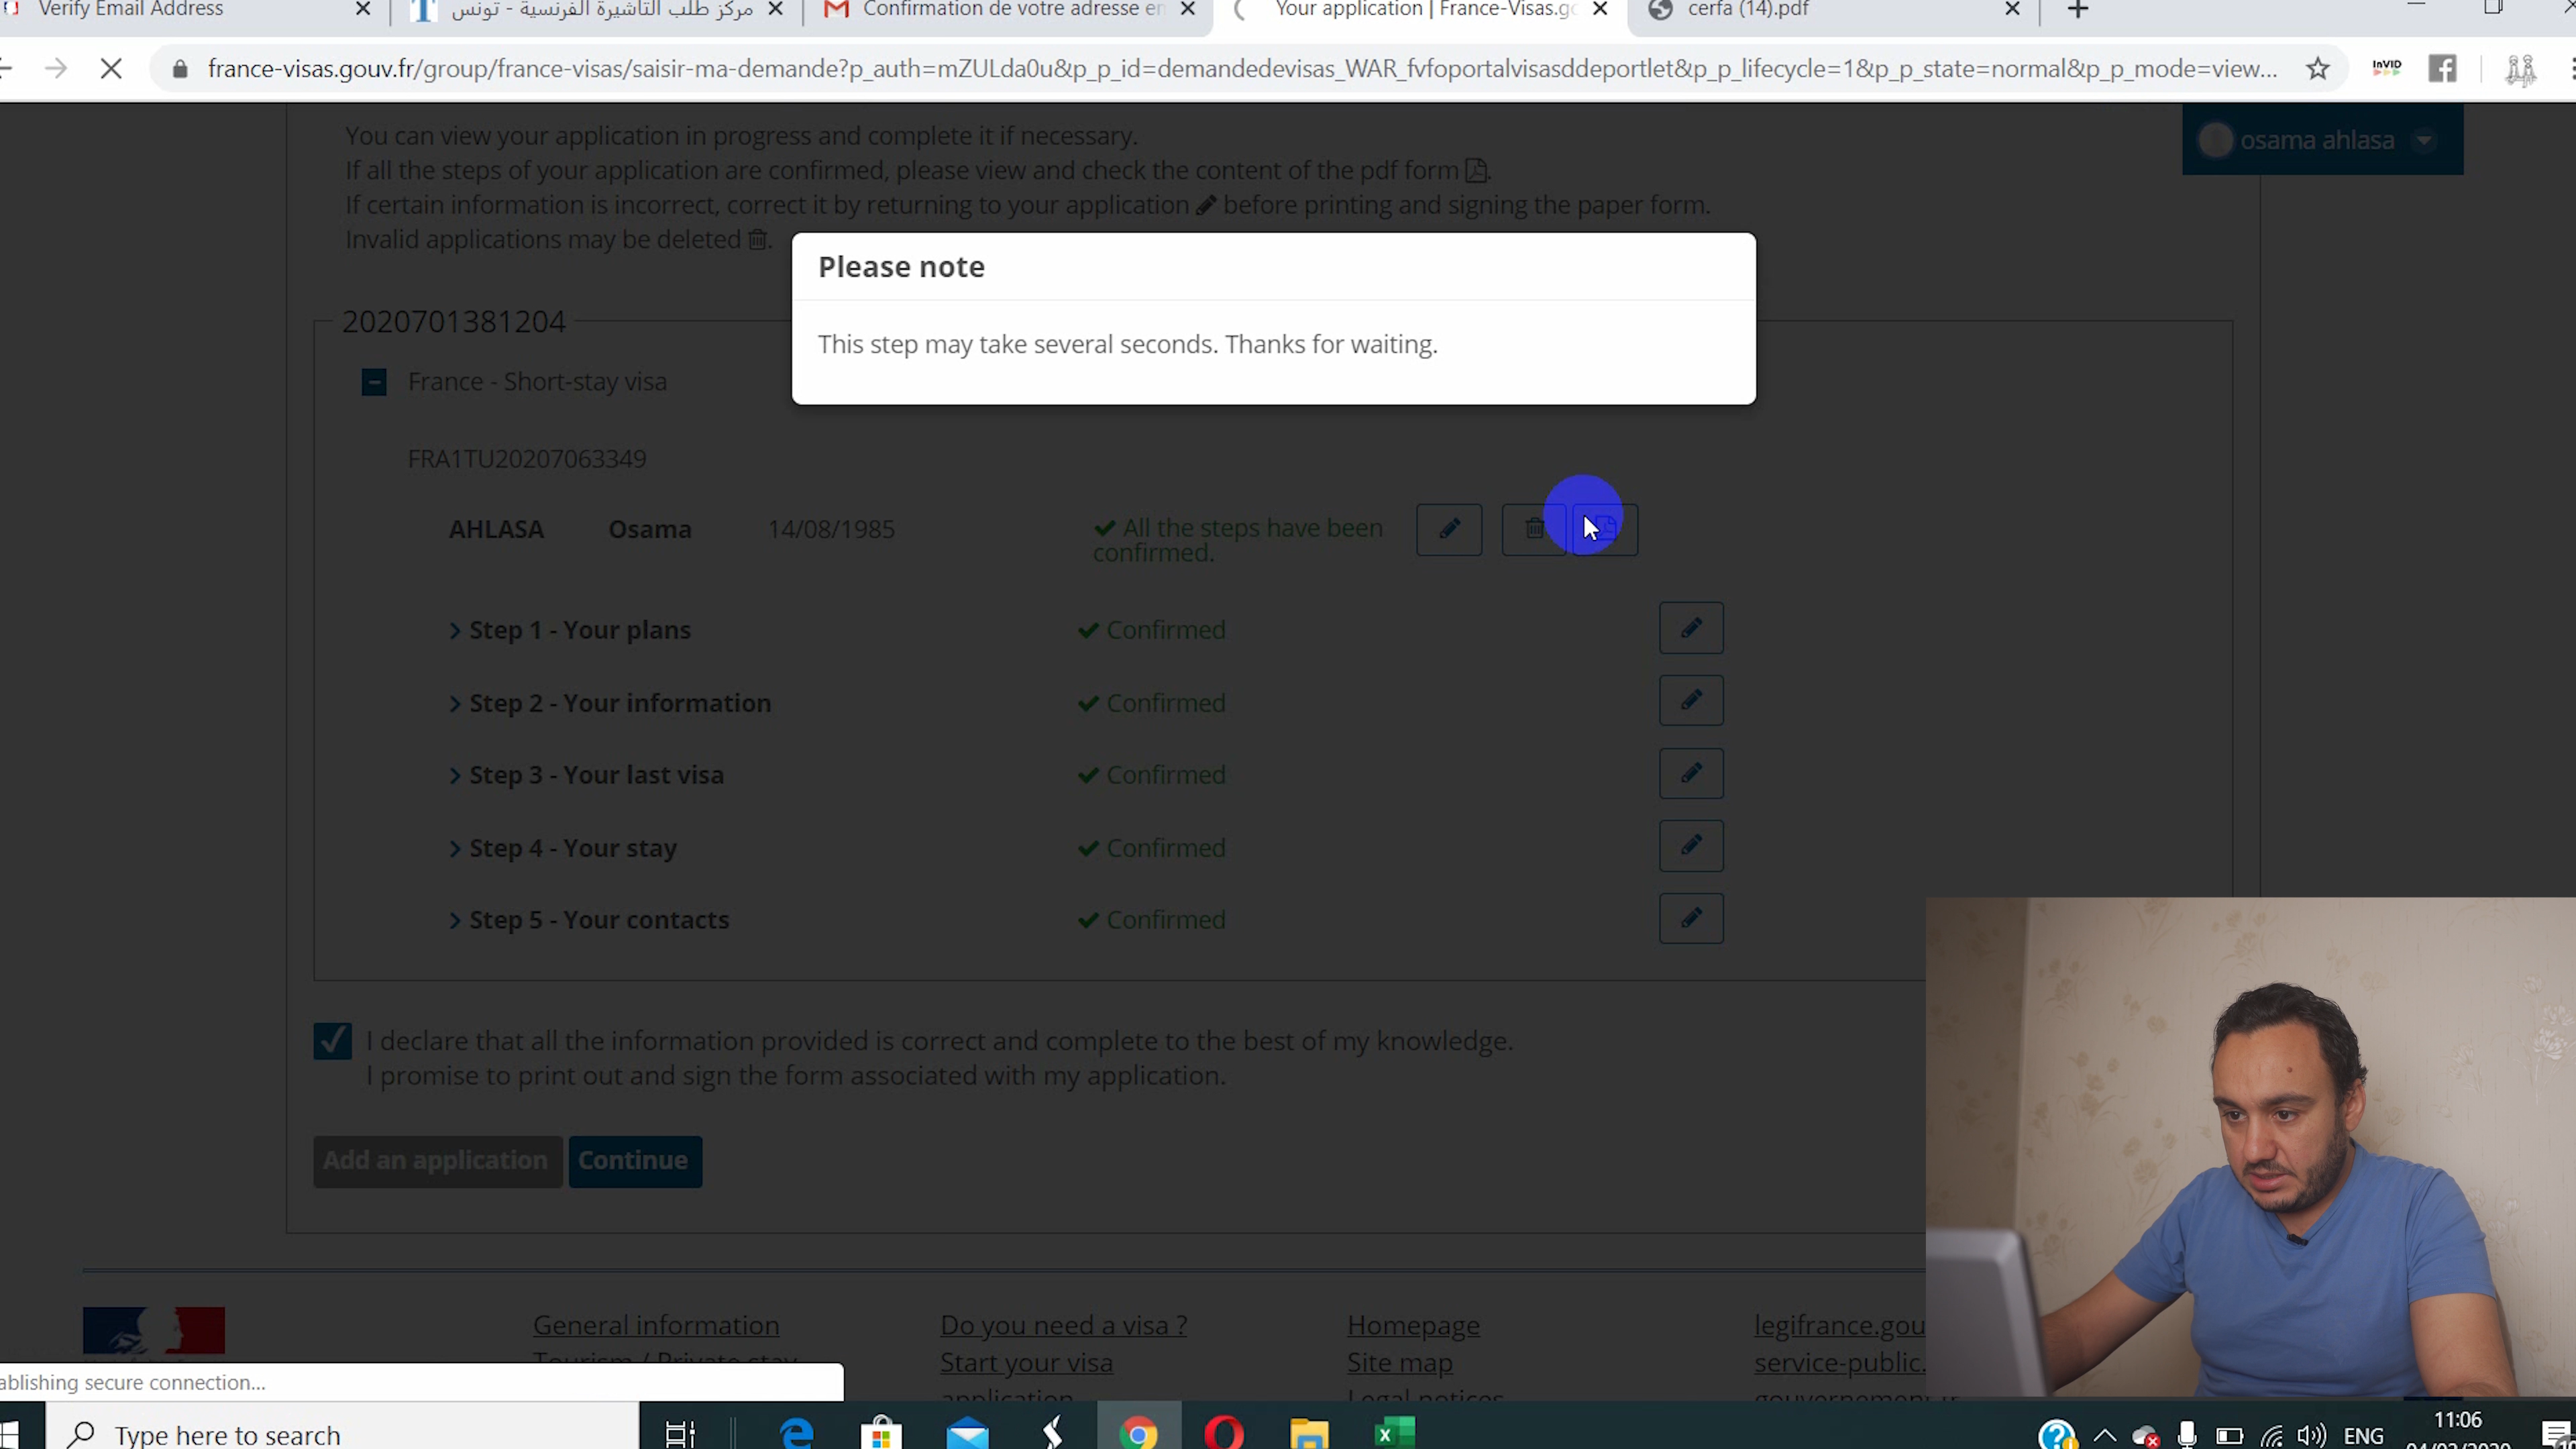 Verify Email Address
مركز طلب التأشيرة الفرنسية - تونس
Confirmation de votre adresse en
Your application | France-Visas.go
cerfa (14).pdf
france-visas.gouv.fr/group/france-visas/saisir-ma-demande?p_auth=mZULda0u&p_p_id=demandedevisas_WAR_fvfoportalvisasddeportlet&p_p_lifecycle=1&p_p_state=normal&p_p_mode=view...
InVID
You can view your application in progress and complete it if necessary.
osama ahlasa
If all the steps of your application are confirmed, please view and check the content of the pdf form .
If certain information is incorrect, correct it by returning to your application before printing and signing the paper form.
Invalid applications may be deleted .
Please note
This step may take several seconds. Thanks for waiting.
2020701381204
France - Short-stay visa
FRA1TU20207063349
AHLASA Osama 14/08/1985 All the steps have been
confirmed.
Step 1 - Your plans Confirmed
Step 2 - Your information Confirmed
Step 3 - Your last visa Confirmed
Step 4 - Your stay Confirmed
Step 5 - Your contacts Confirmed
I declare that all the information provided is correct and complete to the best of my knowledge.
I promise to print out and sign the form associated with my application.
Add an application Continue
General information Do you need a visa ? Homepage legifrance.gou
Tourism / Private stay Start your visa Site map service-public.
application Legal notices
ablishing secure connection...
Type here to search
ENG
11:06